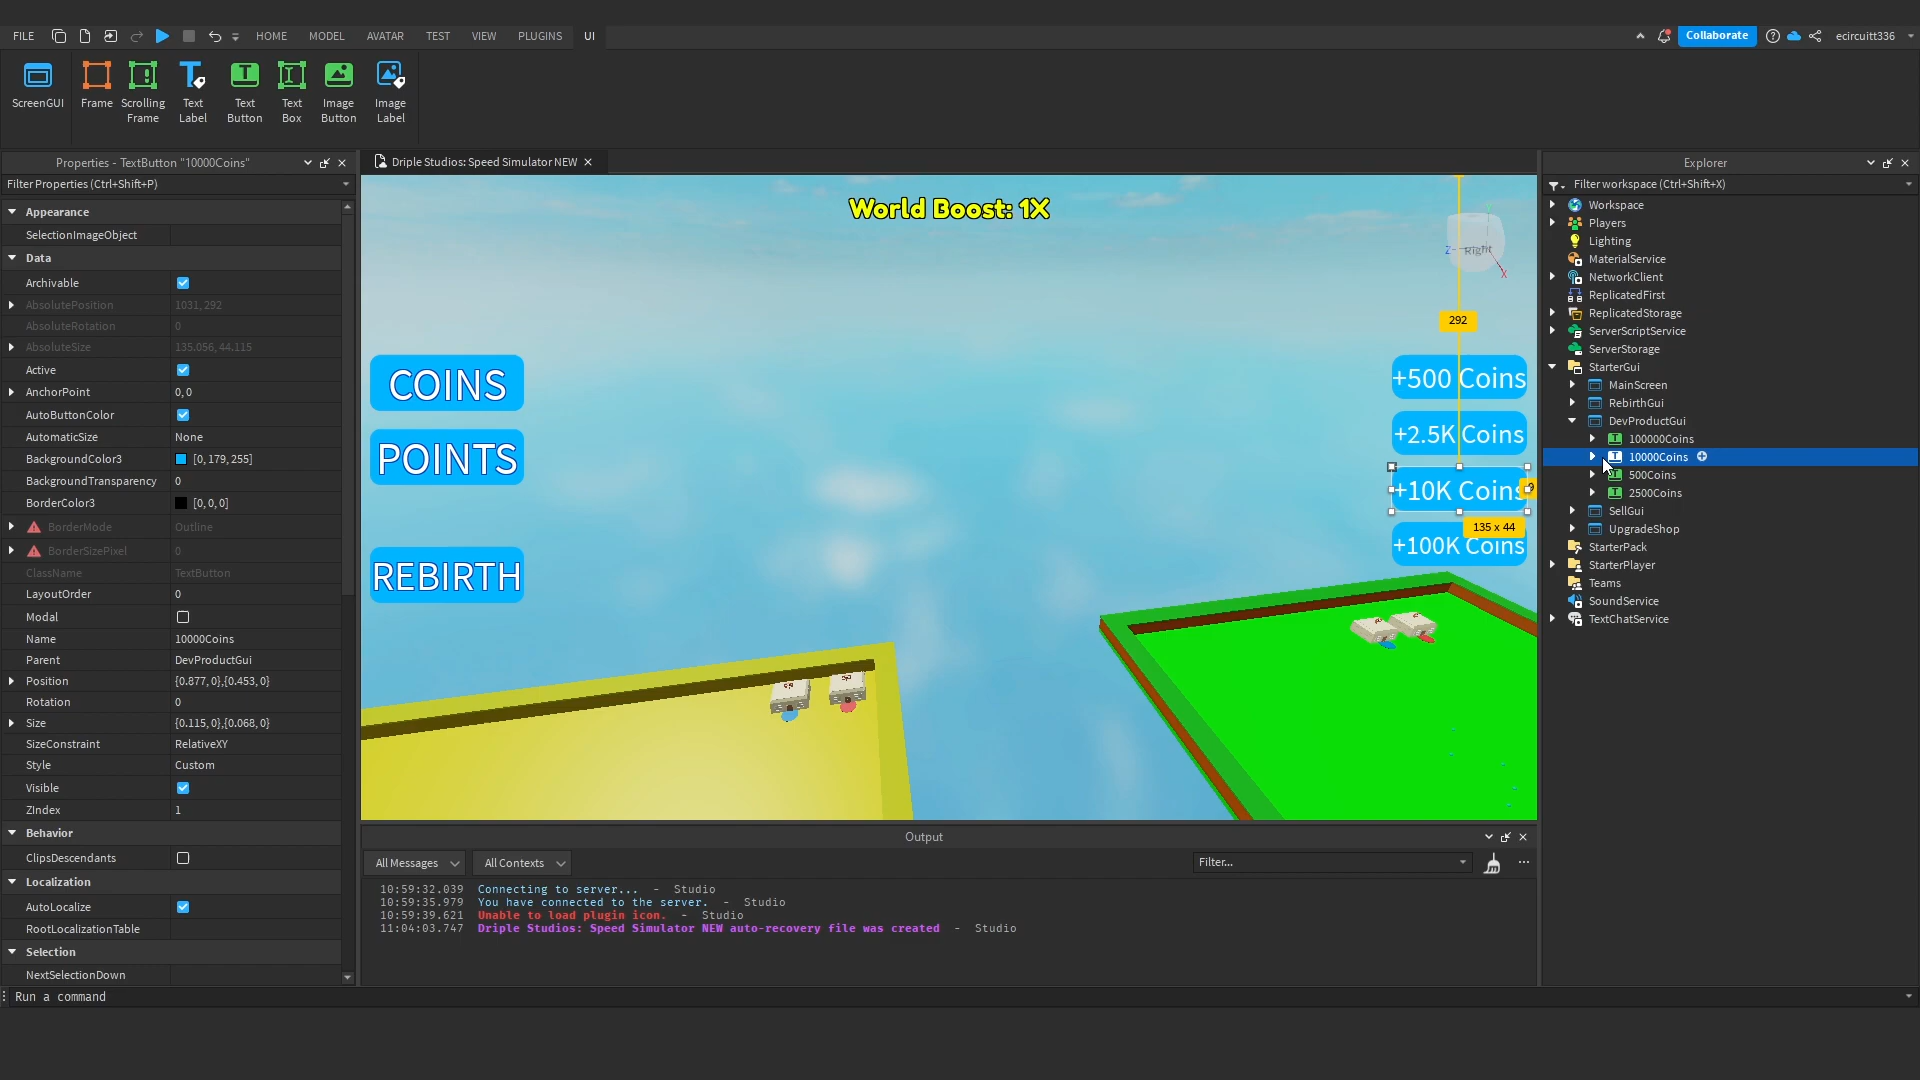 FILE HOME MODEL AVATAR TEST VIEW PLUGINS UI Collaborate ecircuitt336
ScreenGUI Frame Scrolling Frame Text Label Text Button Text Box Image Button Image Label
Properties - TextButton "10000Coins"
Filter Properties (Ctrl+Shift+P)
Appearance
SelectionImageObject
Data
Archivable
AbsolutePosition 1031, 292
AbsoluteRotation 0
AbsoluteSize 135.056, 44.115
Active
AnchorPoint 0, 0
AutoButtonColor
AutomaticSize None
BackgroundColor3 [0, 179, 255]
BackgroundTransparency 0
BorderColor3 [0, 0, 0]
BorderMode Outline
BorderSizePixel 0
ClassName TextButton
LayoutOrder 0
Modal
Name 10000Coins
Parent DevProductGui
Position {0.877, 0},{0.453, 0}
Rotation 0
Size {0.115, 0},{0.068, 0}
SizeConstraint RelativeXY
Style Custom
Visible
ZIndex 1
Behavior
ClipsDescendants
Localization
AutoLocalize
RootLocalizationTable
Selection
NextSelectionDown
Driple Studios: Speed Simulator NEW
World Boost: 1X
Right
Z
X
292
COINS
POINTS
REBIRTH
+500 Coins
+2.5K Coins
+10K Coins
135 x 44
+100K Coins
Output
All Messages All Contexts Filter...
10:59:32.039 Connecting to server... - Studio
10:59:35.979 You have connected to the server. - Studio
10:59:39.621 Unable to load plugin icon. - Studio
11:04:03.747 Driple Studios: Speed Simulator NEW auto-recovery file was created - Studio
Explorer
Filter workspace (Ctrl+Shift+X)
Workspace
Players
Lighting
MaterialService
NetworkClient
ReplicatedFirst
ReplicatedStorage
ServerScriptService
ServerStorage
StarterGui
MainScreen
RebirthGui
DevProductGui
100000Coins
10000Coins
500Coins
2500Coins
SellGui
UpgradeShop
StarterPack
StarterPlayer
Teams
SoundService
TextChatService
Run a command